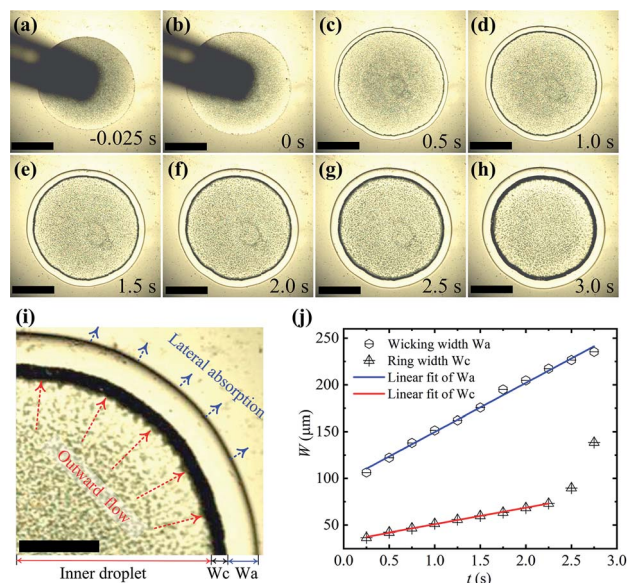 (a)
-0.025 s
(b)
0 s
(c)
0.5 s
(d)
1.0 s
(e)
1.5 s
(f)
2.0 s
(g)
2.5 s
(h)
3.0 s
(i)
Lateral absorption
Outward flow
Inner droplet
Wc
Wa
(j)
250
200
150
100
50
W (μm)
Wicking width Wa
Ring width Wc
Linear fit of Wa
Linear fit of Wc
0.0 0.5 1.0 1.5 2.0 2.5 3.0
t (s)